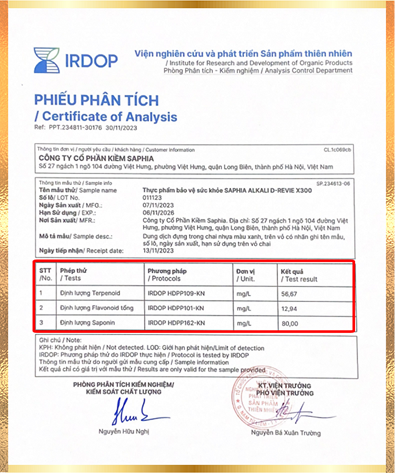 IRDOP
Viện nghiên cứu và phát triển Sản phẩm thiên nhiên
/ Institute for Research and Development of Organic Products
Phòng Phân tích - Kiểm nghiệm / Analysis Control Department
PHIẾU PHÂN TÍCH
/ Certificate of Analysis
Ref: PPT.234811-30176 30/11/2023
Thông tin đơn vị / người yêu cầu / khách hàng / Customer information
CL.1c069cb
CÔNG TY CỔ PHẦN KIỀM SAPHIA
Số 27 ngách 1 ngõ 104 đường Việt Hưng, phường Việt Hưng, quận Long Biên, thành phố Hà Nội, Việt Nam
Thông tin mẫu thử / Sample info
SP.234613-06
Tên mẫu thử/ Sample name Thực phẩm bảo vệ sức khỏe SAPHIA ALKALI D-REVIE X300
Số lô/ LOT No. 011123
Ngày Sản xuất / MFG.: 07/11/2023
Hạn Sử dụng / EXP.: 06/11/2026
Nơi Sản xuất / MFR.: Công ty Cổ Phần Kiềm Saphia. Địa chỉ: Số 27 ngách 1 ngõ 104 đường Việt Hưng, phường Việt Hưng, quận Long Biên, thành phố Hà Nội, Việt Nam
Mô tả mẫu/ Sample desc: Dung dịch đựng trong chai nhựa màu xanh, trên vỏ có nhãn ghi tên mẫu, số lô, ngày sản xuất, hạn sử dụng trên vỏ chai
Ngày tiếp nhận/ Receipt date: 13/11/2023
STT Phép thử Phương pháp Đơn vị Kết quả
/No. / Tests / Protocols / Unit. / Test result
1 Định lượng Terpenoid IRDOP HDPP109-KN mg/L 56,67
2 Định lượng Flavonoid tổng IRDOP HDPP101-KN mg/L 12,94
3 Định lượng Saponin IRDOP HDPP162-KN mg/L 80,00
Ghi chú / Note:
KPH: Không phát hiện / Not detected. LOD: Giới hạn phát hiện/Limit of detection
IRDOP: Phương pháp thử do IRDOP thực hiện / Protocol is tested by IRDOP
Thông tin mẫu thử do người gửi mẫu cung cấp / Sample information
Kết quả chỉ có giá trị với mẫu thử / Results are only valid for the sample provided.
PHÒNG PHÂN TÍCH KIỂM NGHIỆM/
KIỂM SOÁT CHẤT LƯỢNG
KT.VIỆN TRƯỞNG
PHÓ VIỆN TRƯỞNG
Nguyễn Hữu Nghị
Nguyễn Bá Xuân Trường